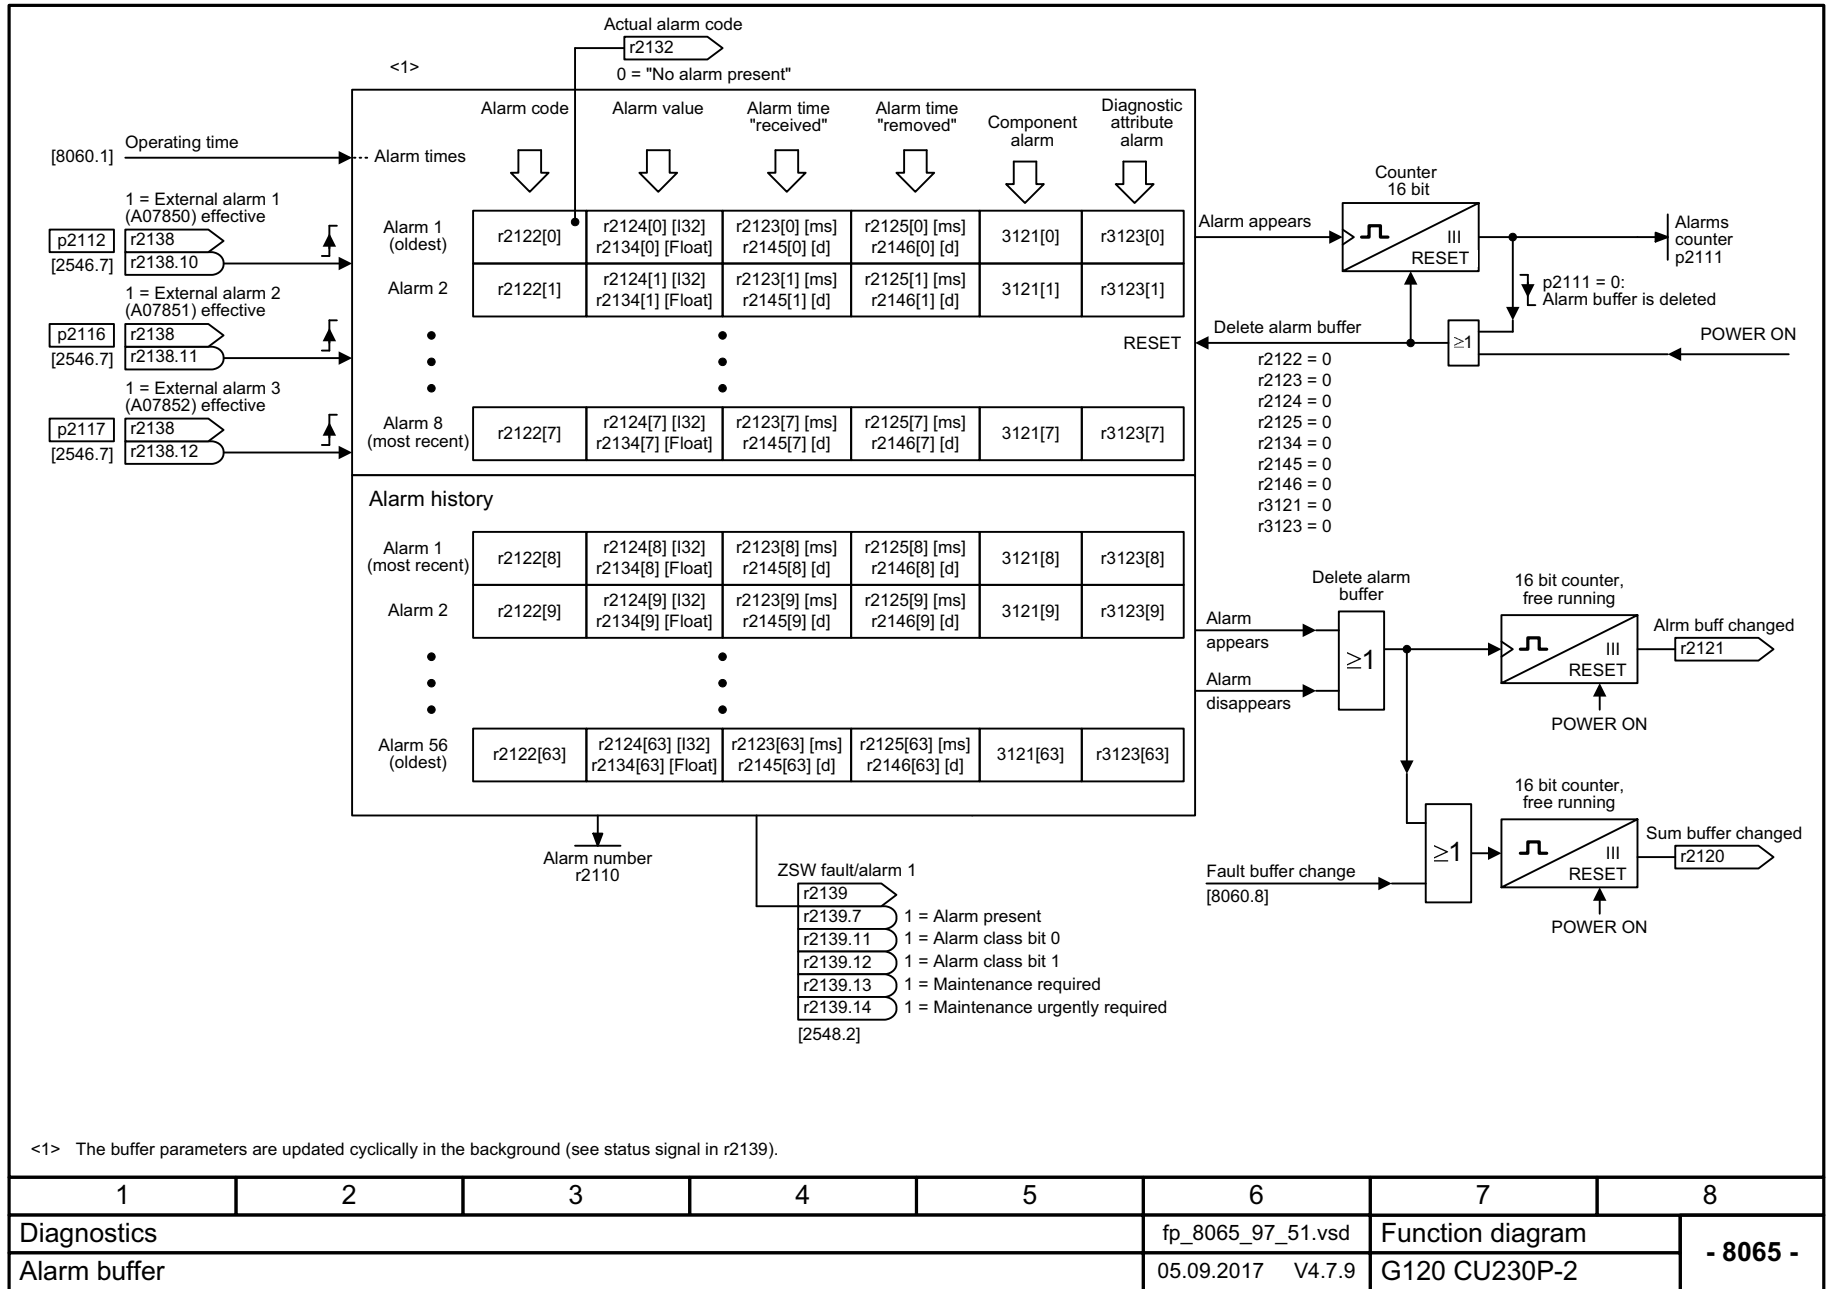 Actual alarm code
r2132
0 = "No alarm present"
<1>
Alarm code
Alarm value
Alarm time
"received"
Alarm time
"removed"
Component
alarm
Diagnostic
attribute
alarm
[8060.1]
Operating time
Alarm times
1 = External alarm 1
(A07850) effective
p2112
r2138
[2546.7]
r2138.10
1 = External alarm 2
(A07851) effective
p2116
r2138
[2546.7]
r2138.11
1 = External alarm 3
(A07852) effective
p2117
r2138
[2546.7]
r2138.12
Alarm 1
(oldest)
r2122[0]
r2124[0] [I32]
r2134[0] [Float]
r2123[0] [ms]
r2145[0] [d]
r2125[0] [ms]
r2146[0] [d]
3121[0]
r3123[0]
Alarm 2
r2122[1]
r2124[1] [I32]
r2134[1] [Float]
r2123[1] [ms]
r2145[1] [d]
r2125[1] [ms]
r2146[1] [d]
3121[1]
r3123[1]
RESET
Alarm 8
(most recent)
r2122[7]
r2124[7] [I32]
r2134[7] [Float]
r2123[7] [ms]
r2145[7] [d]
r2125[7] [ms]
r2146[7] [d]
3121[7]
r3123[7]
Alarm history
Alarm 1
(most recent)
r2122[8]
r2124[8] [I32]
r2134[8] [Float]
r2123[8] [ms]
r2145[8] [d]
r2125[8] [ms]
r2146[8] [d]
3121[8]
r3123[8]
Alarm 2
r2122[9]
r2124[9] [I32]
r2134[9] [Float]
r2123[9] [ms]
r2145[9] [d]
r2125[9] [ms]
r2146[9] [d]
3121[9]
r3123[9]
Alarm 56
(oldest)
r2122[63]
r2124[63] [I32]
r2134[63] [Float]
r2123[63] [ms]
r2145[63] [d]
r2125[63] [ms]
r2146[63] [d]
3121[63]
r3123[63]
Alarm appears
Counter
16 bit
III
RESET
Alarms
counter
p2111
p2111 = 0:
Alarm buffer is deleted
Delete alarm buffer
≥1
POWER ON
r2122 = 0
r2123 = 0
r2124 = 0
r2125 = 0
r2134 = 0
r2145 = 0
r2146 = 0
r3121 = 0
r3123 = 0
Delete alarm
buffer
Alarm
appears
Alarm
disappears
≥1
16 bit counter,
free running
III
RESET
POWER ON
Alrm buff changed
r2121
Fault buffer change
[8060.8]
≥1
16 bit counter,
free running
III
RESET
POWER ON
Sum buffer changed
r2120
Alarm number
r2110
ZSW fault/alarm 1
r2139
r2139.7 1 = Alarm present
r2139.11 1 = Alarm class bit 0
r2139.12 1 = Alarm class bit 1
r2139.13 1 = Maintenance required
r2139.14 1 = Maintenance urgently required
[2548.2]
<1> The buffer parameters are updated cyclically in the background (see status signal in r2139).
1 2 3 4 5 6 7 8
Diagnostics
fp_8065_97_51.vsd
Function diagram
- 8065 -
Alarm buffer
05.09.2017 V4.7.9
G120 CU230P-2